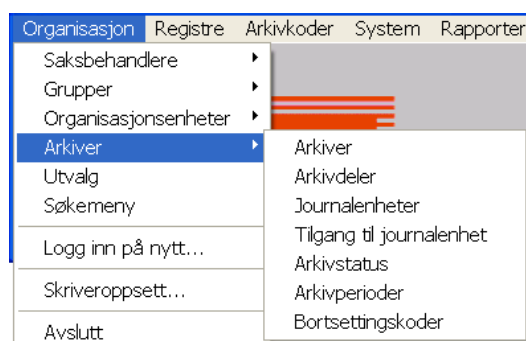 Organisasjon Registre Arkivkoder System Rapporter
Saksbehandlere
Grupper
Organisasjonsenheter
Arkiver
Utvalg
Søkemeny
Logg inn på nytt...
Skriveroppsett...
Avslutt
Arkiver
Arkivdeler
Journalenheter
Tilgang til journalenhet
Arkivstatus
Arkivperioder
Bortsettingskoder